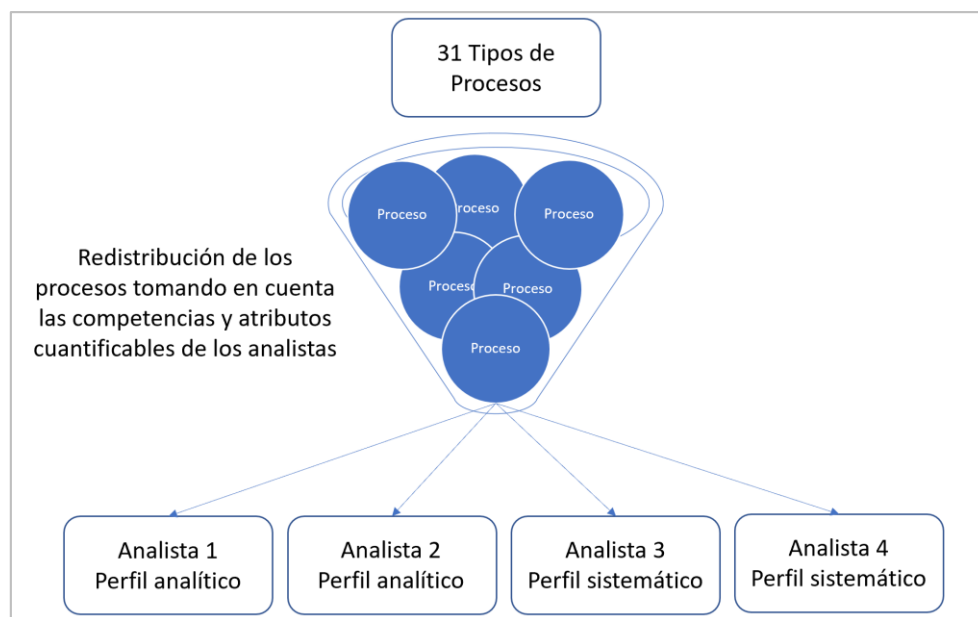 31 Tipos de
Procesos
Proceso
Proceso
Proceso
Proceso
Proceso
Proceso
Redistribución de los
procesos tomando en cuenta
las competencias y atributos
cuantificables de los analistas
Analista 1
Perfil analítico
Analista 2
Perfil analítico
Analista 3
Perfil sistemático
Analista 4
Perfil sistemático